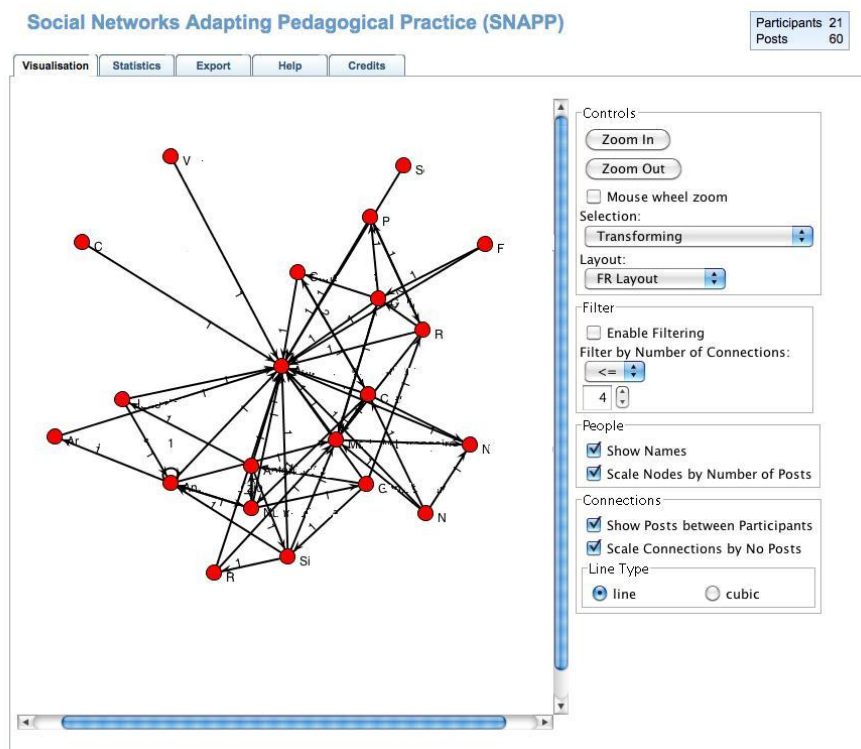 Social Networks Adapting Pedagogical Practice (SNAPP)
Participants 21
Posts 60
Visualisation
Statistics
Export
Help
Credits
Controls
Zoom In
Zoom Out
Mouse wheel zoom
Selection:
Transforming
Layout:
FR Layout
Filter
Enable Filtering
Filter by Number of Connections:
<=
4
People
Show Names
Scale Nodes by Number of Posts
Connections
Show Posts between Participants
Scale Connections by No Posts
Line Type
line
cubic
V
S
P
C
F
R
C
Ar
N
An
N
Si
R